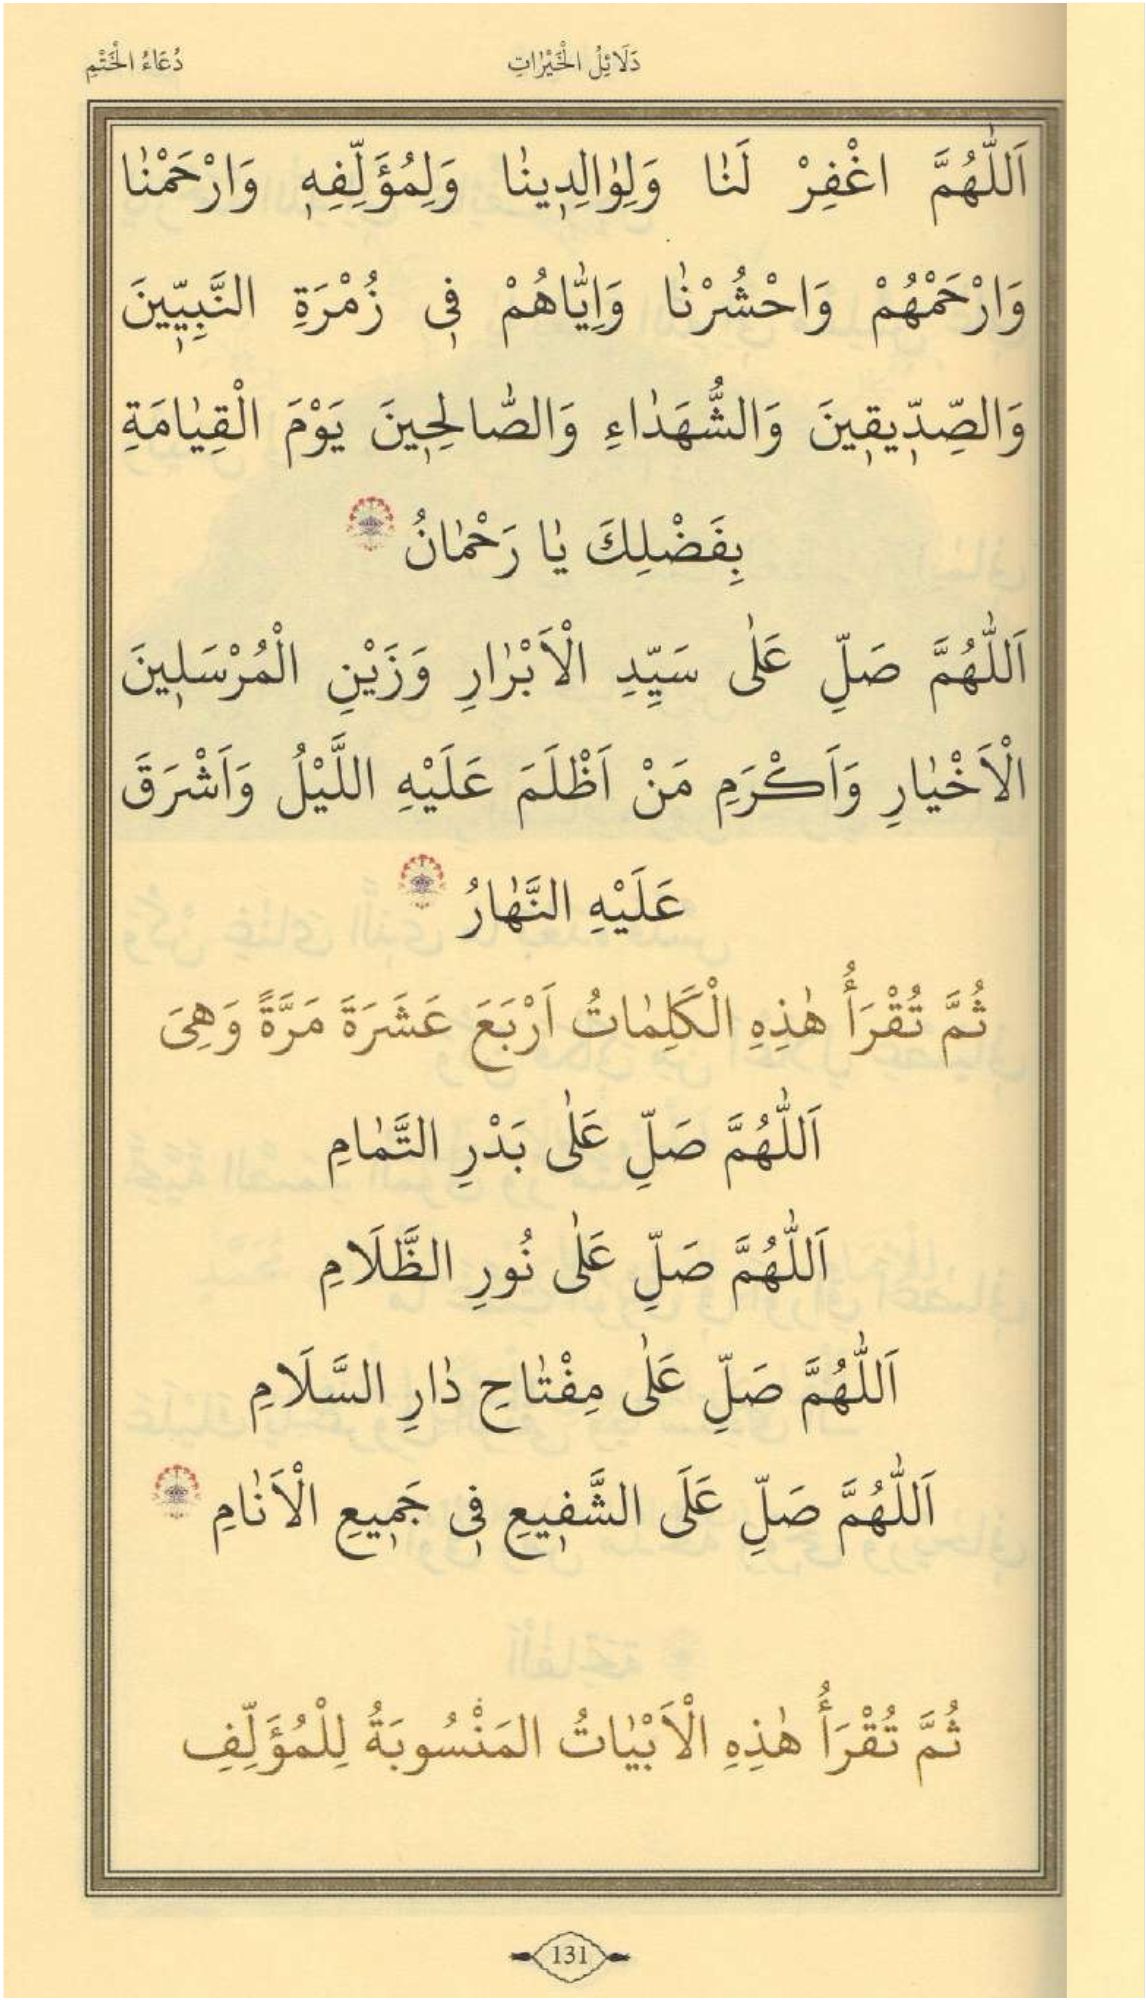 دَلَائِلُ الْخَيْرَاتِ
دُعَاءُ الْخَتْمِ
اَللّٰهُمَّ اغْفِرْ لَنٰا وَلِوٰالِدٖينٰا وَلِمُؤَلِّفِهٖ وَارْحَمْنٰا
وَارْحَمْهُمْ وَاحْشُرْنٰا وَاِيّٰاهُمْ فٖى زُمْرَةِ النَّبِيّٖينَ
وَالصِّدّٖيقٖينَ وَالشُّهَدٰاءِ وَالصّٰالِحٖينَ يَوْمَ الْقِيٰامَةِ
بِفَضْلِكَ يٰا رَحْمٰانُ
اَللّٰهُمَّ صَلِّ عَلٰى سَيِّدِ الْاَبْرٰارِ وَزَيْنِ الْمُرْسَلٖينَ
الْاَخْيٰارِ وَاَكْرَمِ مَنْ اَظْلَمَ عَلَيْهِ اللَّيْلُ وَاَشْرَقَ
عَلَيْهِ النَّهٰارُ
ثُمَّ تُقْرَأُ هٰذِهِ الْكَلِمٰاتُ اَرْبَعَ عَشَرَةَ مَرَّةً وَهِىَ
اَللّٰهُمَّ صَلِّ عَلٰى بَدْرِ التَّمٰامِ
اَللّٰهُمَّ صَلِّ عَلٰى نُورِ الظَّلَامِ
اَللّٰهُمَّ صَلِّ عَلٰى مِفْتٰاحِ دٰارِ السَّلَامِ
اَللّٰهُمَّ صَلِّ عَلَى الشَّفٖيعِ فٖى جَمٖيعِ الْاَنٰامِ
ثُمَّ تُقْرَأُ هٰذِهِ الْاَبْيٰاتُ المَنْسُوبَةُ لِلْمُؤَلِّفِ
131